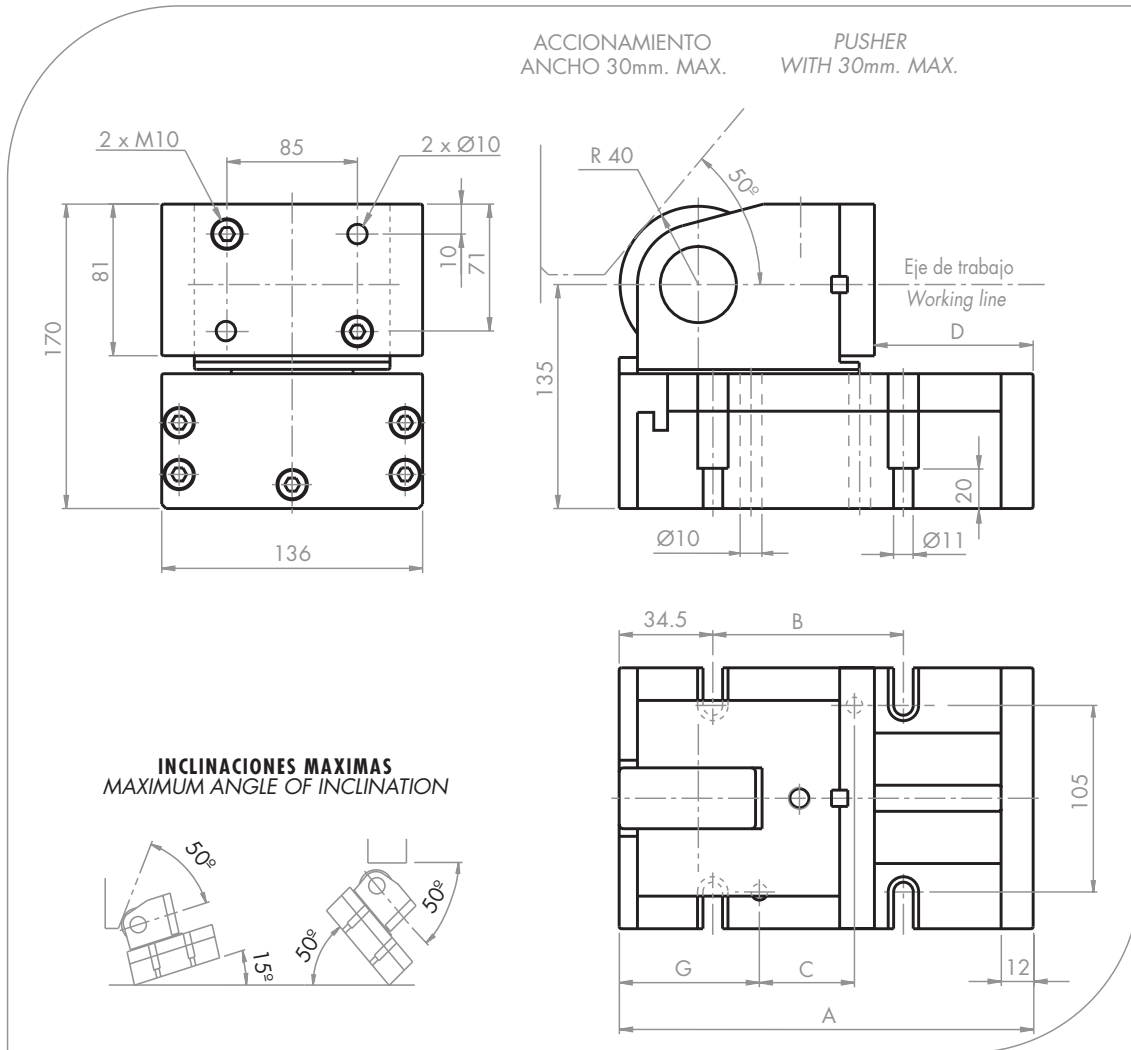 ACCIONAMIENTO
ANCHO 30mm. MAX.
PUSHER
WITH 30mm. MAX.
2 x M10
85
2 x Ø10
81
170
10
71
136
R 40
50º
Eje de trabajo
Working line
D
135
20
Ø10
Ø11
34.5
B
105
G
C
12
A
INCLINACIONES MAXIMAS
MAXIMUM ANGLE OF INCLINATION
50º
15º
50º
50º